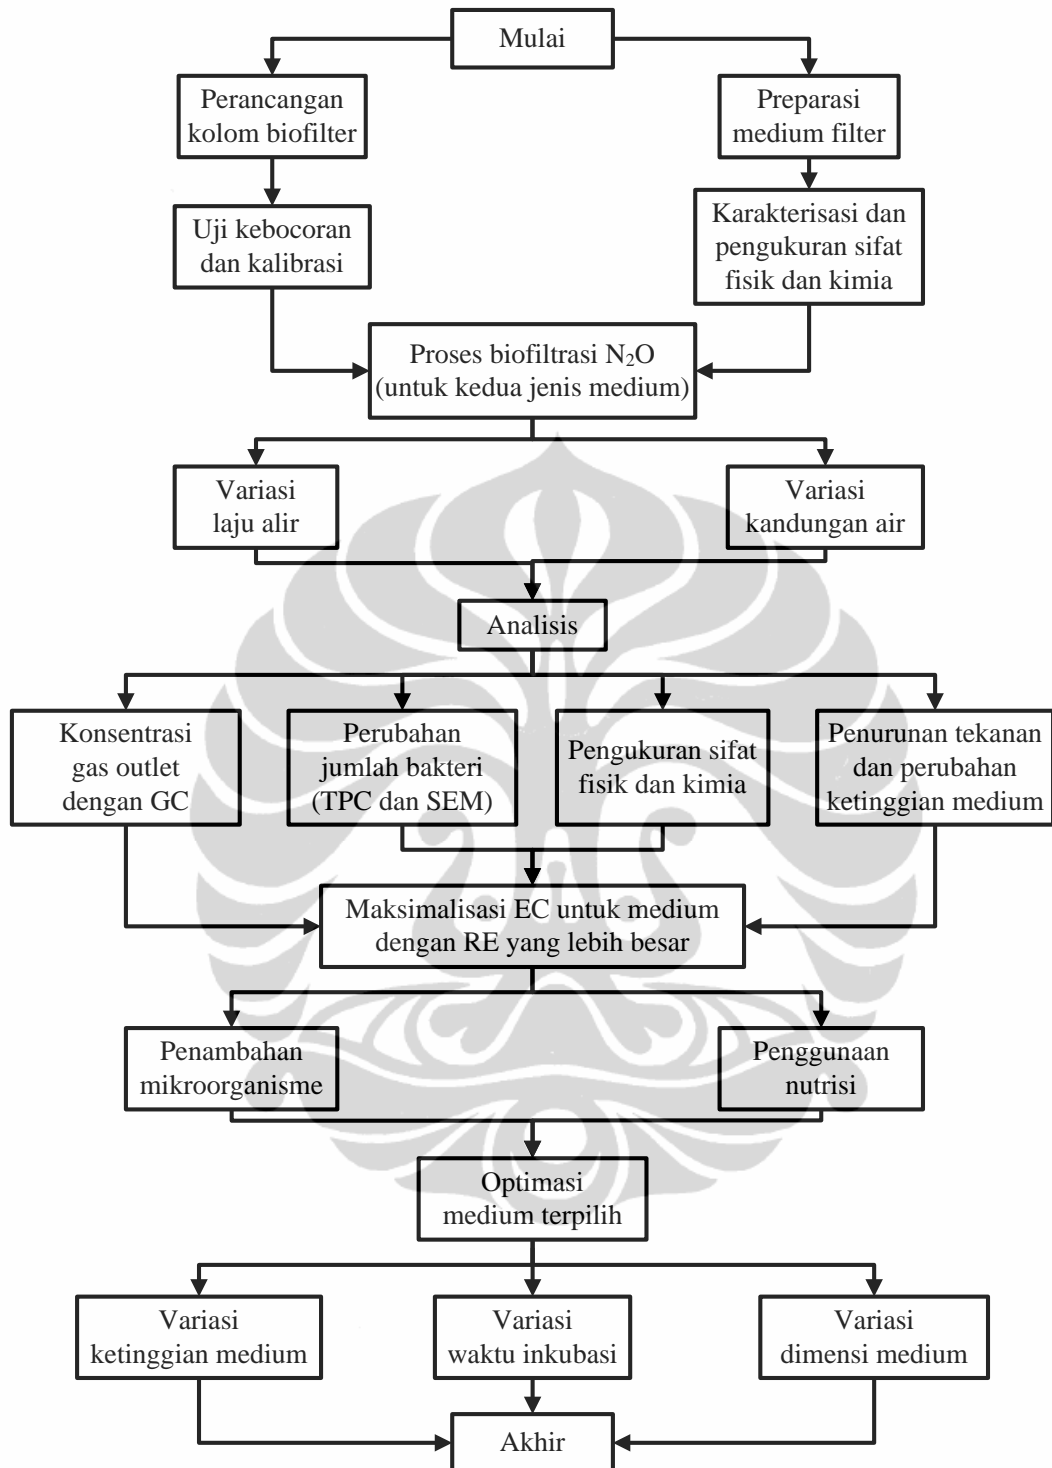 Mulai
Perancangan
kolom biofilter
Preparasi
medium filter
Uji kebocoran
dan kalibrasi
Karakterisasi dan
pengukuran sifat
fisik dan kimia
Proses biofiltrasi N₂O
(untuk kedua jenis medium)
Variasi
laju alir
Variasi
kandungan air
Analisis
Konsentrasi
gas outlet
dengan GC
Perubahan
jumlah bakteri
(TPC dan SEM)
Pengukuran sifat
fisik dan kimia
Penurunan tekanan
dan perubahan
ketinggian medium
Maksimalisasi EC untuk medium
dengan RE yang lebih besar
Penambahan
mikroorganisme
Penggunaan
nutrisi
Optimasi
medium terpilih
Variasi
ketinggian medium
Variasi
waktu inkubasi
Variasi
dimensi medium
Akhir